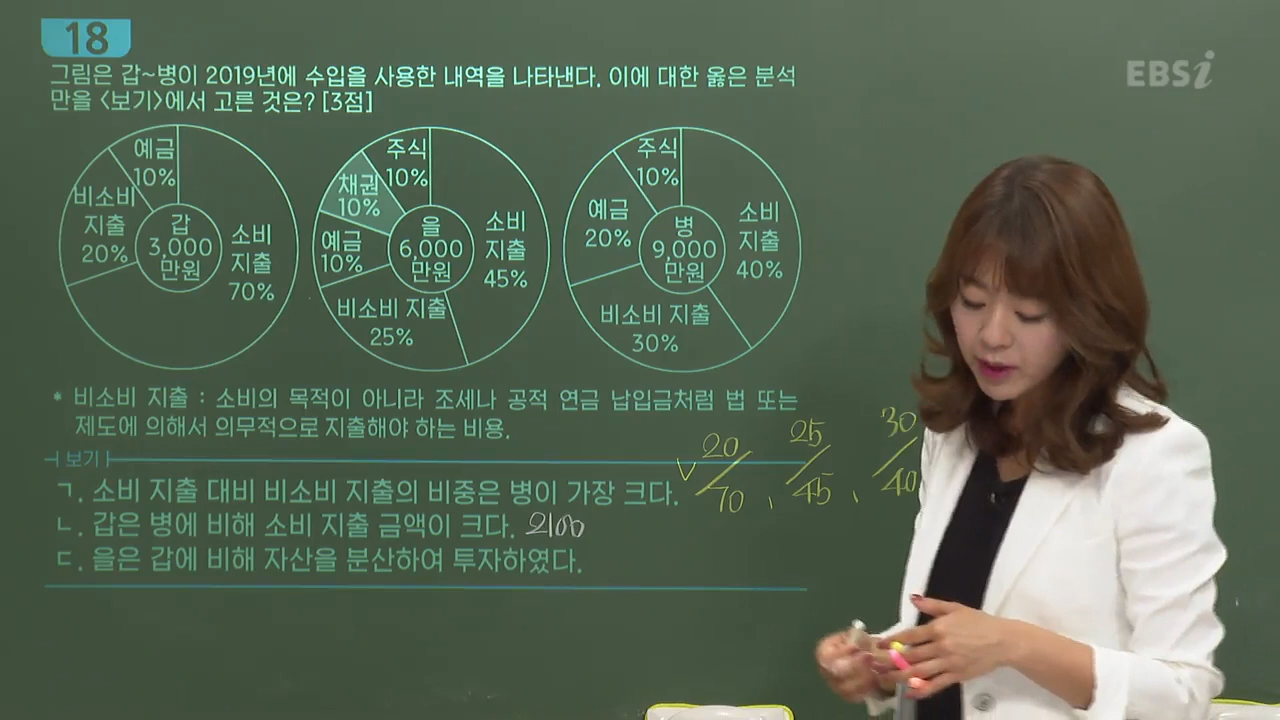 18
EBSi
그림은 갑~병이 2019년에 수입을 사용한 내역을 나타낸다. 이에 대한 옳은 분석
만을 <보기>에서 고른 것은? [3점]
예금
10%
비소비
지출
20%
갑
3,000
만원
소비
지출
70%
주식
10%
채권
10%
예금
10%
을
6,000
만원
소비
지출
45%
비소비 지출
25%
주식
10%
예금
20%
병
9,000
만원
소비
지출
40%
비소비 지출
30%
* 비소비 지출 : 소비의 목적이 아니라 조세나 공적 연금 납입금처럼 법 또는
제도에 의해서 의무적으로 지출해야 하는 비용.
보기
ㄱ. 소비 지출 대비 비소비 지출의 비중은 병이 가장 크다.
20/70 , 25/45 , 30/40
ㄴ. 갑은 병에 비해 소비 지출 금액이 크다. 2100
ㄷ. 을은 갑에 비해 자산을 분산하여 투자하였다.